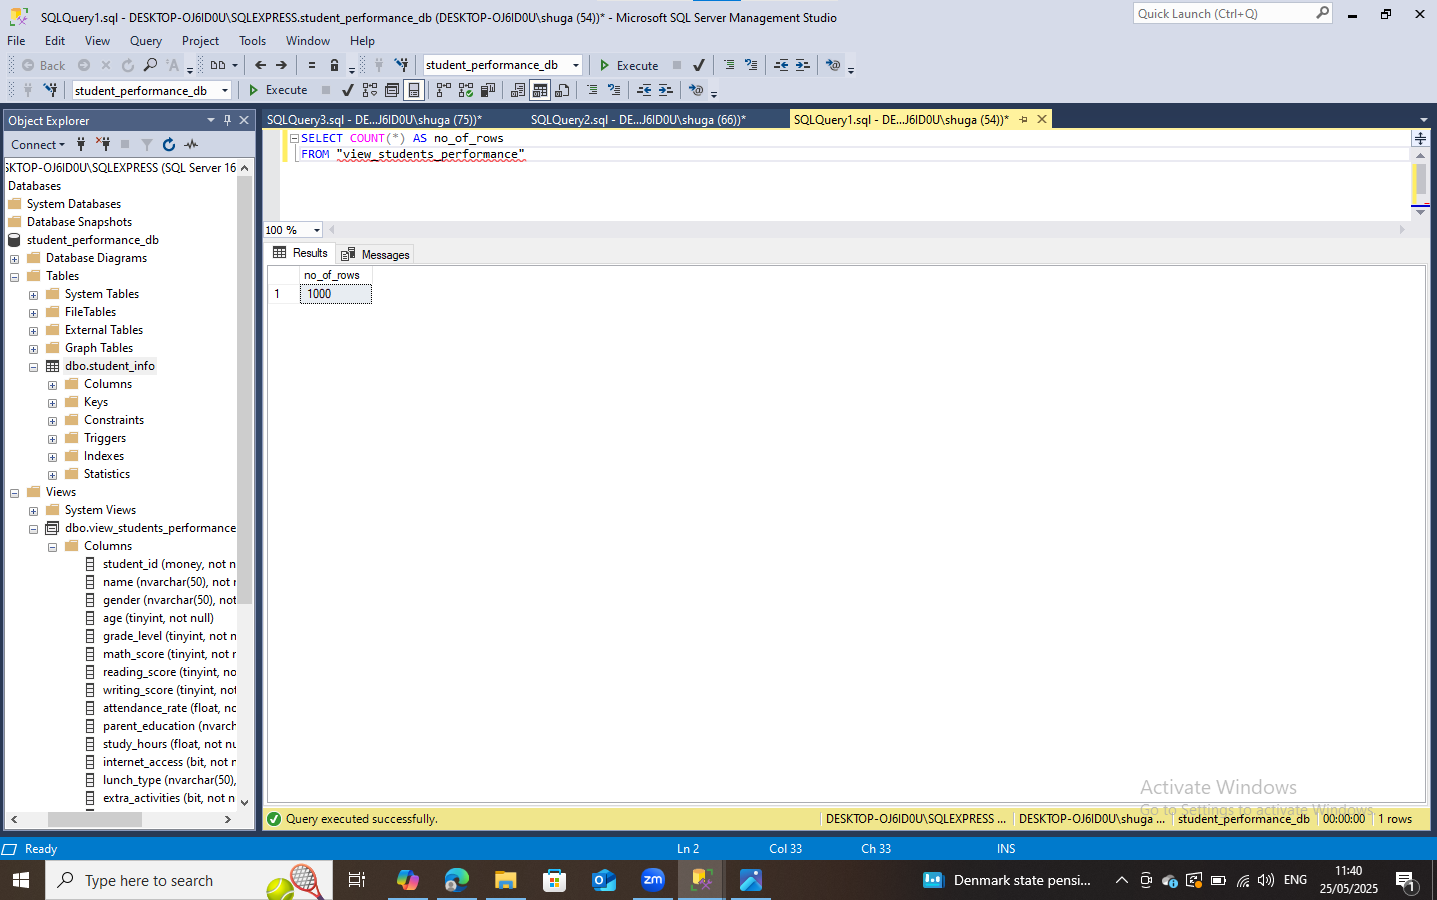 SQLQuery1.sql - DESKTOP-OJ6ID0U\SQLEXPRESS.student_performance_db (DESKTOP-OJ6ID0U\shuga (54))* - Microsoft SQL Server Management Studio
Quick Launch (Ctrl+Q)
File Edit View Query Project Tools Window Help
Back student_performance_db Execute
student_performance_db Execute
Object Explorer
SQLQuery3.sql - DE...J6ID0U\shuga (75))* SQLQuery2.sql - DE...J6ID0U\shuga (66))* SQLQuery1.sql - DE...J6ID0U\shuga (54))*
Connect
SELECT COUNT(*) AS no_of_rows
FROM "view_students_performance"
100 %
Results Messages
no_of_rows
1 1000
SKTOP-OJ6ID0U\SQLEXPRESS (SQL Server 16
Databases
System Databases
Database Snapshots
student_performance_db
Database Diagrams
Tables
System Tables
FileTables
External Tables
Graph Tables
dbo.student_info
Columns
Keys
Constraints
Triggers
Indexes
Statistics
Views
System Views
dbo.view_students_performance
Columns
student_id (money, not n
name (nvarchar(50), not r
gender (nvarchar(50), not
age (tinyint, not null)
grade_level (tinyint, not n
math_score (tinyint, not r
reading_score (tinyint, no
writing_score (tinyint, not
attendance_rate (float, nc
parent_education (nvarch
study_hours (float, not nu
internet_access (bit, not r
lunch_type (nvarchar(50),
extra_activities (bit, not n
Activate Windows
Go to Settings to activate Windows.
Query executed successfully. DESKTOP-OJ6ID0U\SQLEXPRESS ... DESKTOP-OJ6ID0U\shuga ... student_performance_db 00:00:00 1 rows
Ready Ln 2 Col 33 Ch 33 INS
Type here to search
zm
Denmark state pensi...
ENG
11:40
25/05/2025
1